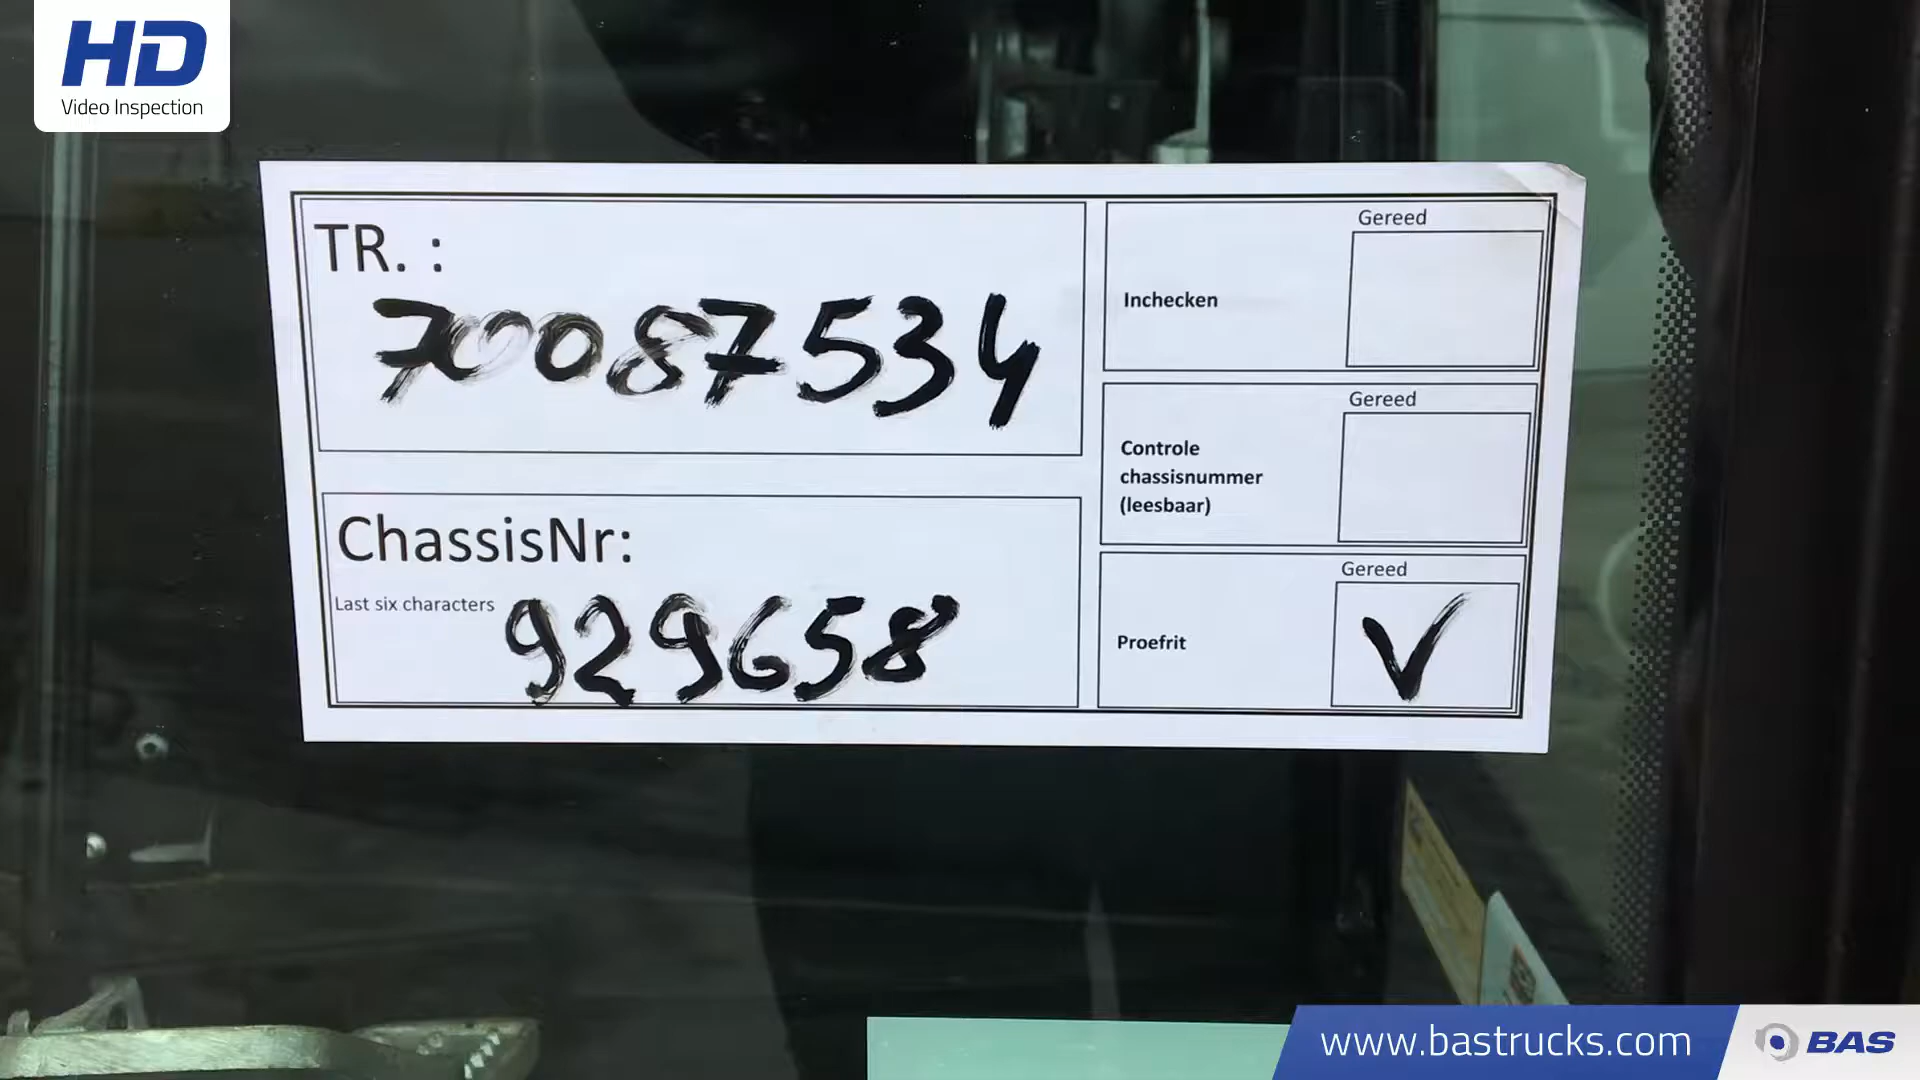 HD
Video Inspection
TR. :
70087534
ChassisNr:
Last six characters
929658
Gereed
Inchecken
Gereed
Controle
chassisnummer
(leesbaar)
Gereed
Proefrit
www.bastrucks.com
BAS